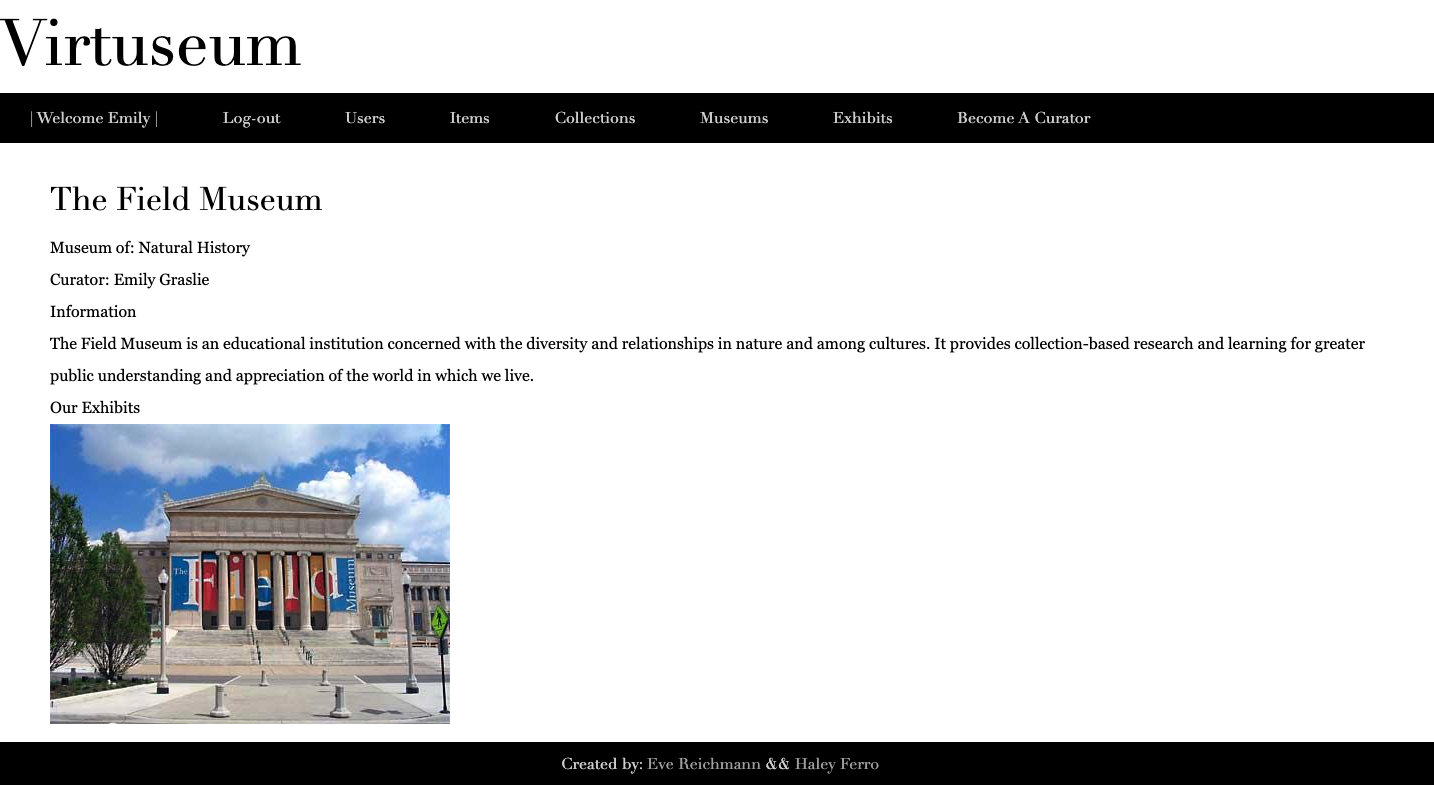 Virtuseum
| Welcome Emily | Log-out Users Items Collections Museums Exhibits Become A Curator
The Field Museum
Museum of: Natural History
Curator: Emily Graslie
Information
The Field Museum is an educational institution concerned with the diversity and relationships in nature and among cultures. It provides collection-based research and learning for greater
public understanding and appreciation of the world in which we live.
Our Exhibits
The Field Museum
Created by: Eve Reichmann && Haley Ferro